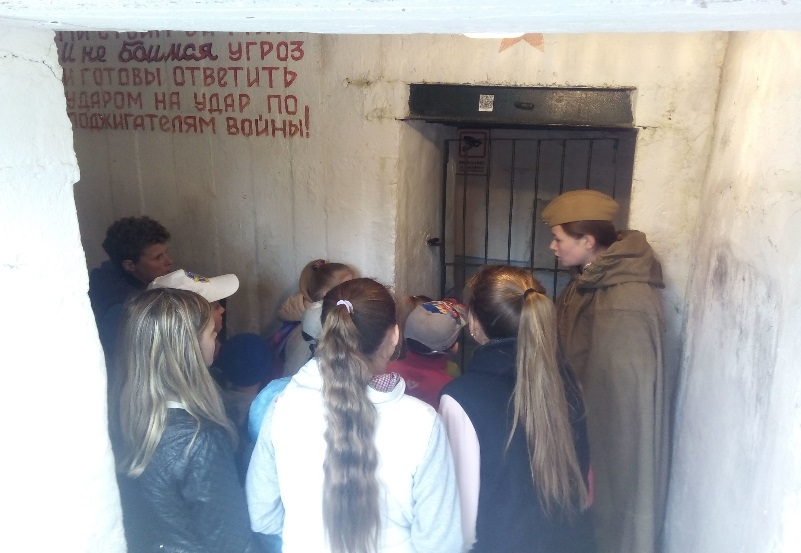 и не боимся угроз
и готовы ответить
ударом на удар по
поджигателям войны!